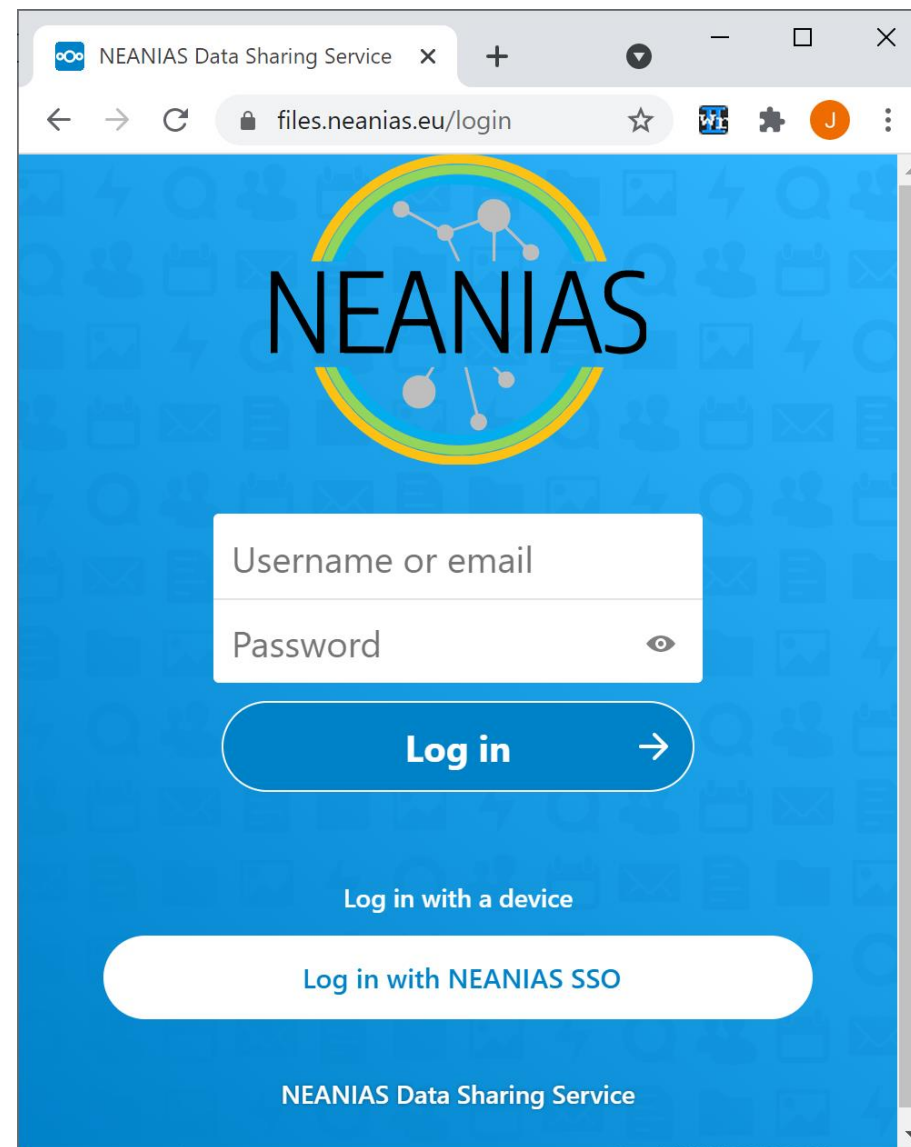 NEANIAS Data Sharing Service
files.neanias.eu/login
Wr
J
NEANIAS
Username or email
Password
Log in
Log in with a device
Log in with NEANIAS SSO
NEANIAS Data Sharing Service